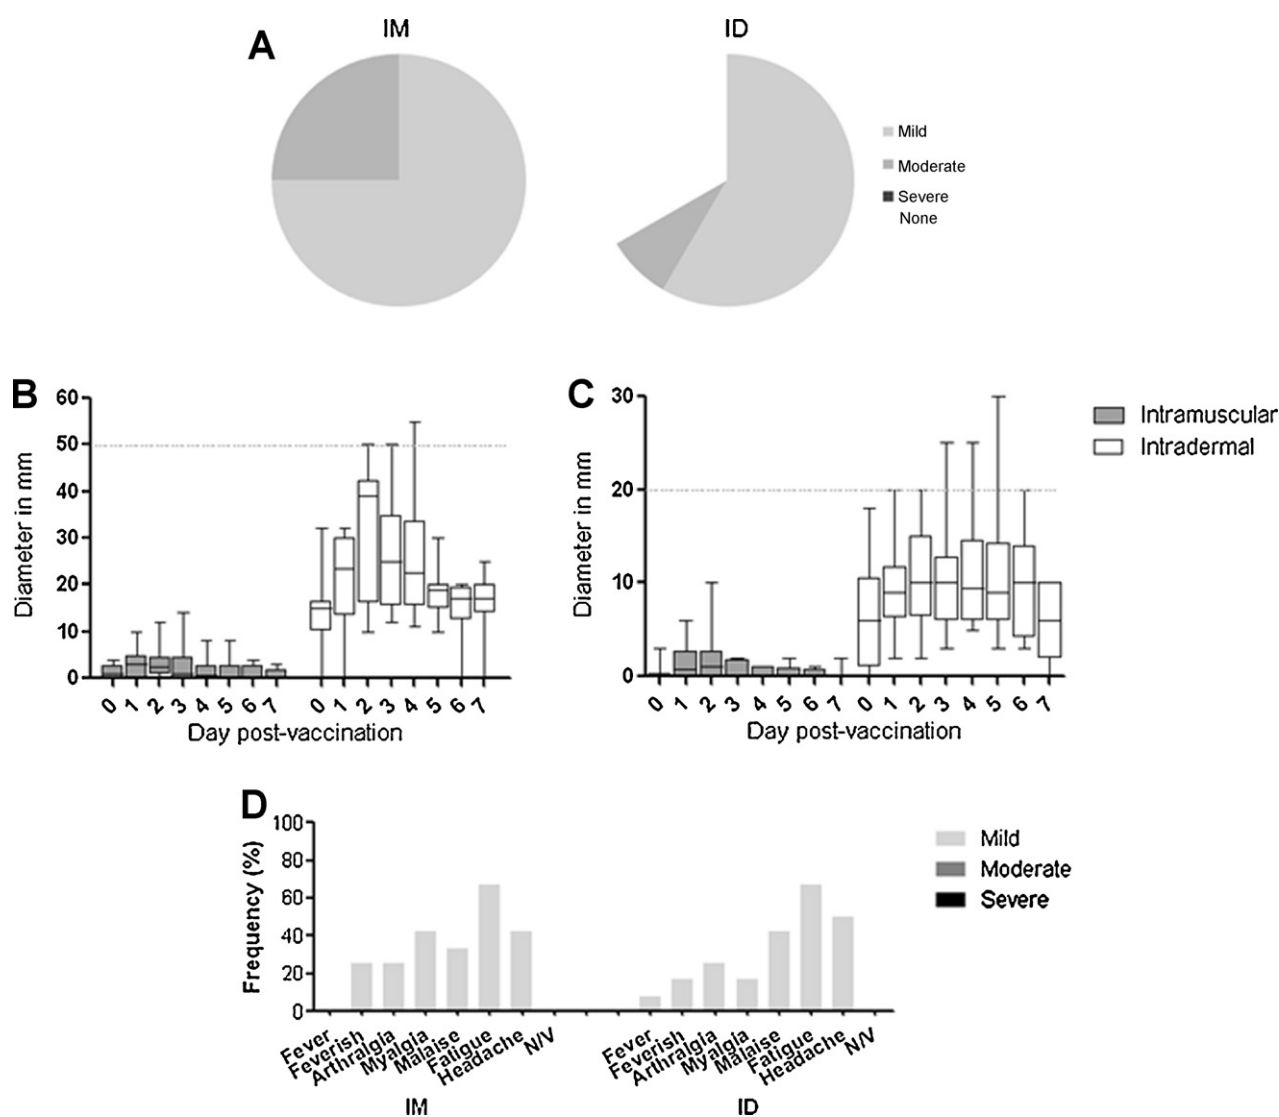 A
IM
ID
Mild
Moderate
Severe
None
B
60
50
40
30
20
10
0
Diameter in mm
0 1 2 3 4 5 6 7 0 1 2 3 4 5 6 7
Day post-vaccination
C
30
20
10
0
Diameter in mm
0 1 2 3 4 5 6 7 0 1 2 3 4 5 6 7
Day post-vaccination
Intramuscular
Intradermal
D
100
80
60
40
20
0
Frequency (%)
Fever Feverish Arthralgia Myalgia Malaise Fatigue Headache N/V Fever Feverish Arthralgia Myalgia Malaise Fatigue Headache N/V
IM ID
Mild
Moderate
Severe